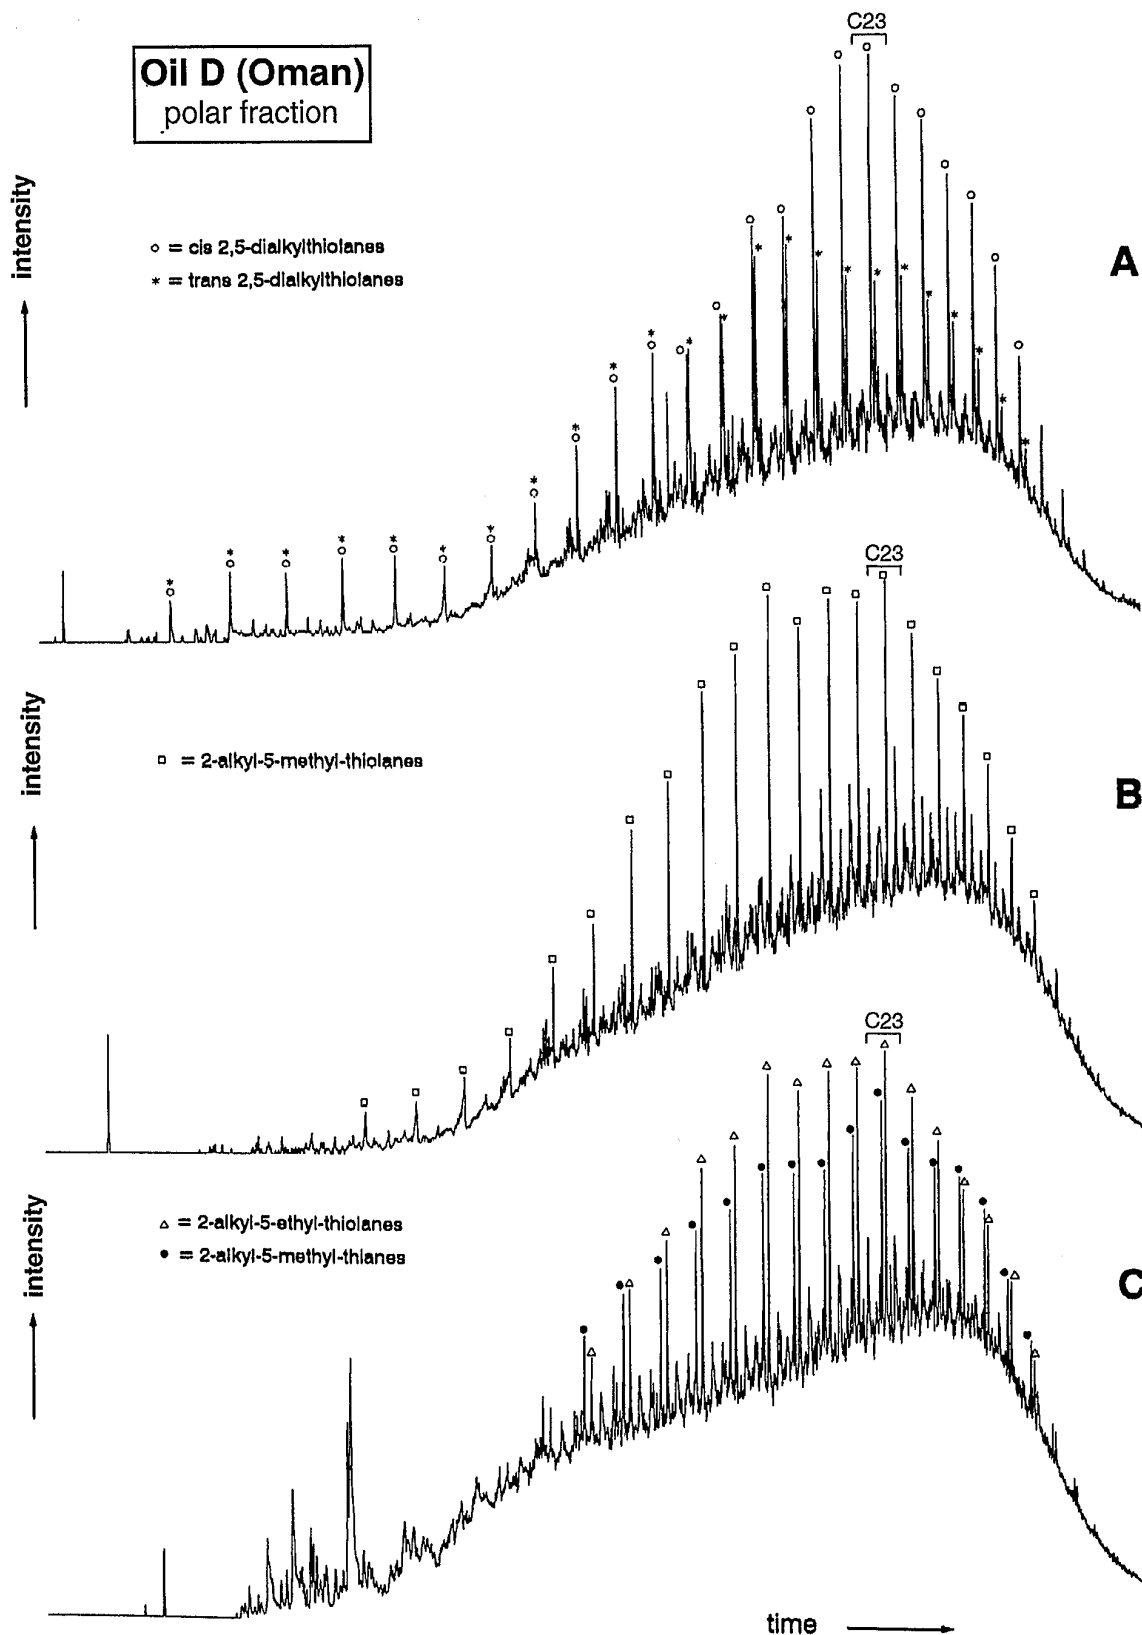 C23
Oil D (Oman)
polar fraction
intensity
○ = cis 2,5-dialkylthiolanes
* = trans 2,5-dialkylthiolanes
A
C23
intensity
□ = 2-alkyl-5-methyl-thiolanes
B
C23
intensity
△ = 2-alkyl-5-ethyl-thiolanes
● = 2-alkyl-5-methyl-thianes
C
time